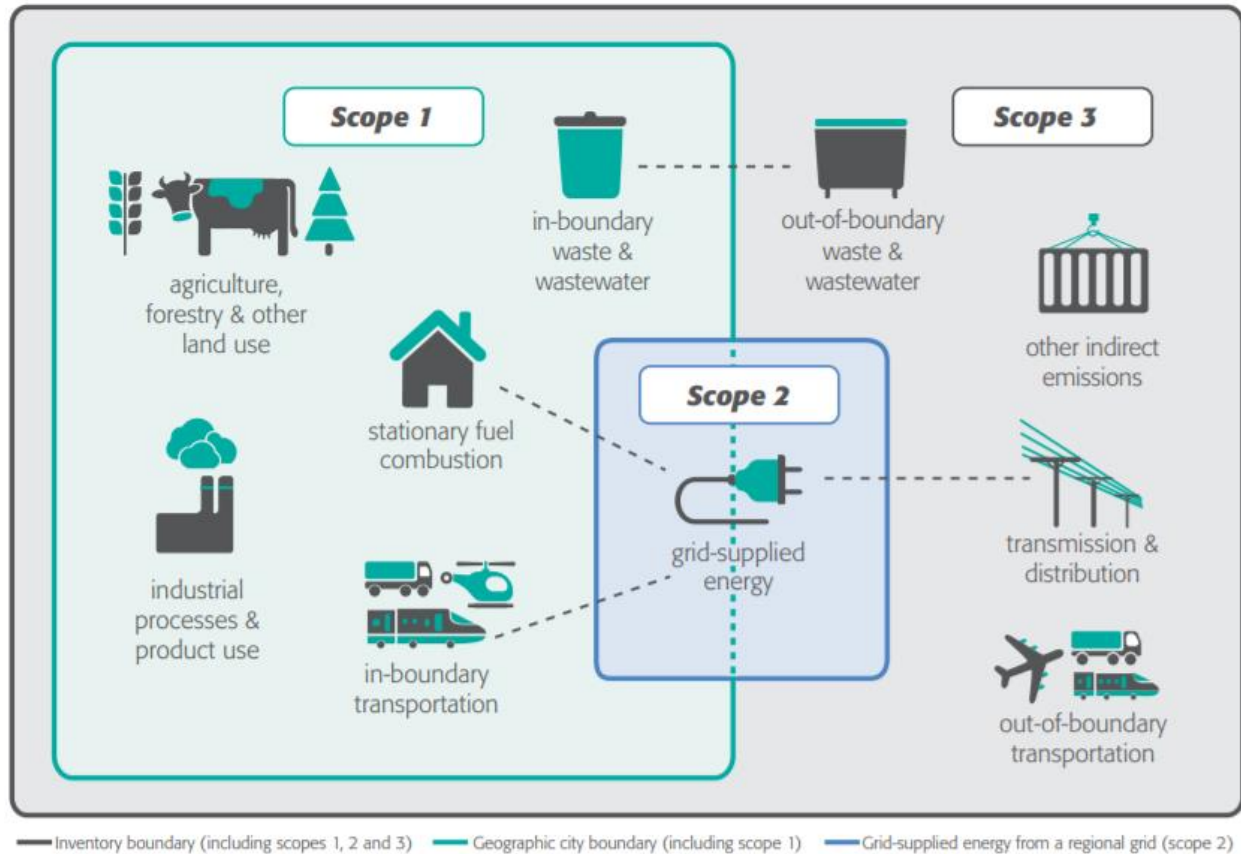 Scope 1
Scope 3
in-boundary
waste &
wastewater
out-of-boundary
waste &
wastewater
agriculture,
forestry & other
land use
other indirect
emissions
Scope 2
stationary fuel
combustion
grid-supplied
energy
transmission &
distribution
industrial
processes &
product use
in-boundary
transportation
out-of-boundary
transportation
Inventory boundary (including scopes 1, 2 and 3)
Geographic city boundary (including scope 1)
Grid-supplied energy from a regional grid (scope 2)